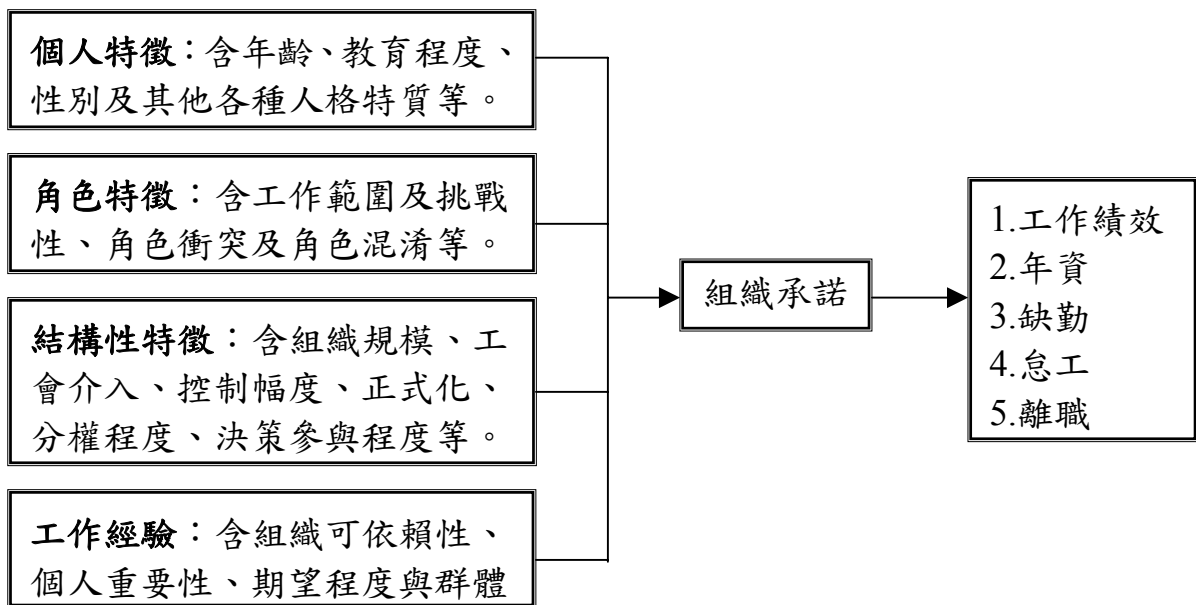 個人特徵：含年齡、教育程度、
性別及其他各種人格特質等。
角色特徵：含工作範圍及挑戰
性、角色衝突及角色混淆等。
結構性特徵：含組織規模、工
會介入、控制幅度、正式化、
分權程度、決策參與程度等。
工作經驗：含組織可依賴性、
個人重要性、期望程度與群體
組織承諾
1.工作績效
2.年資
3.缺勤
4.怠工
5.離職